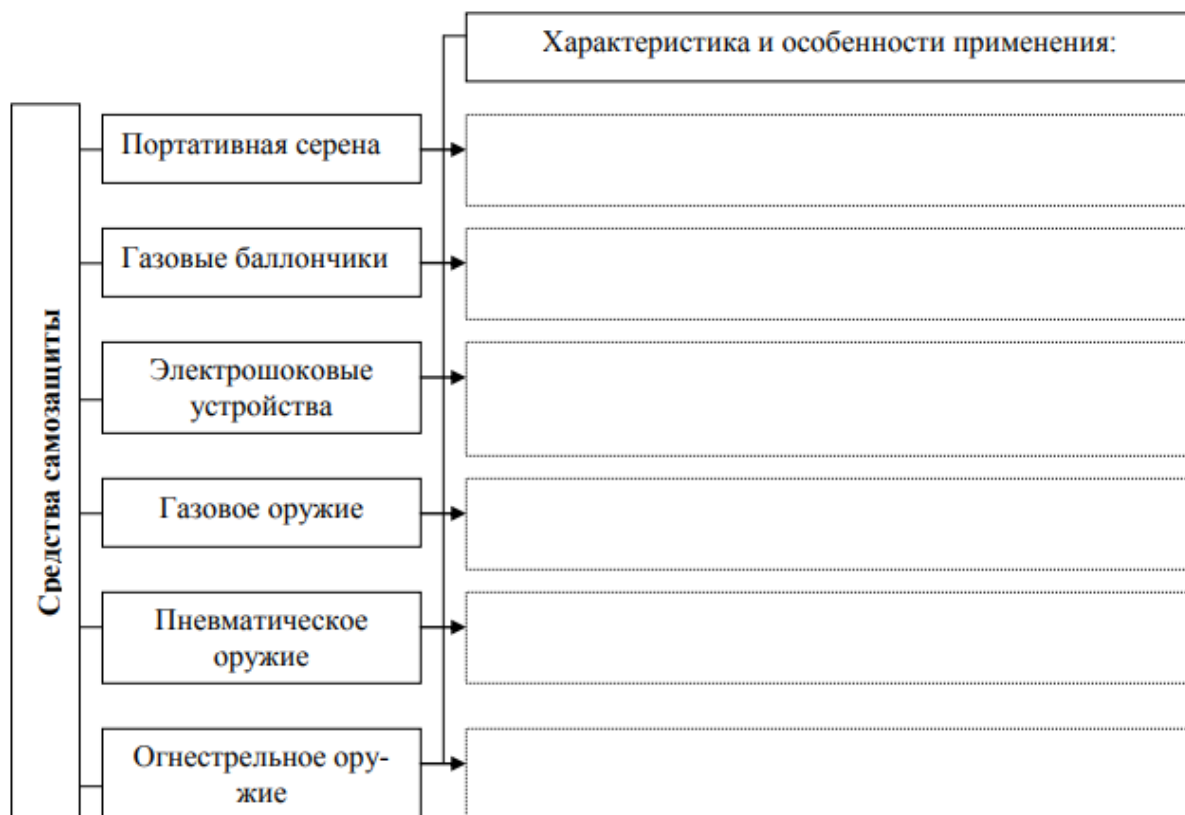 Характеристика и особенности применения:
Средства самозащиты
Портативная серена
Газовые баллончики
Электрошоковые
устройства
Газовое оружие
Пневматическое
оружие
Огнестрельное ору-
жие